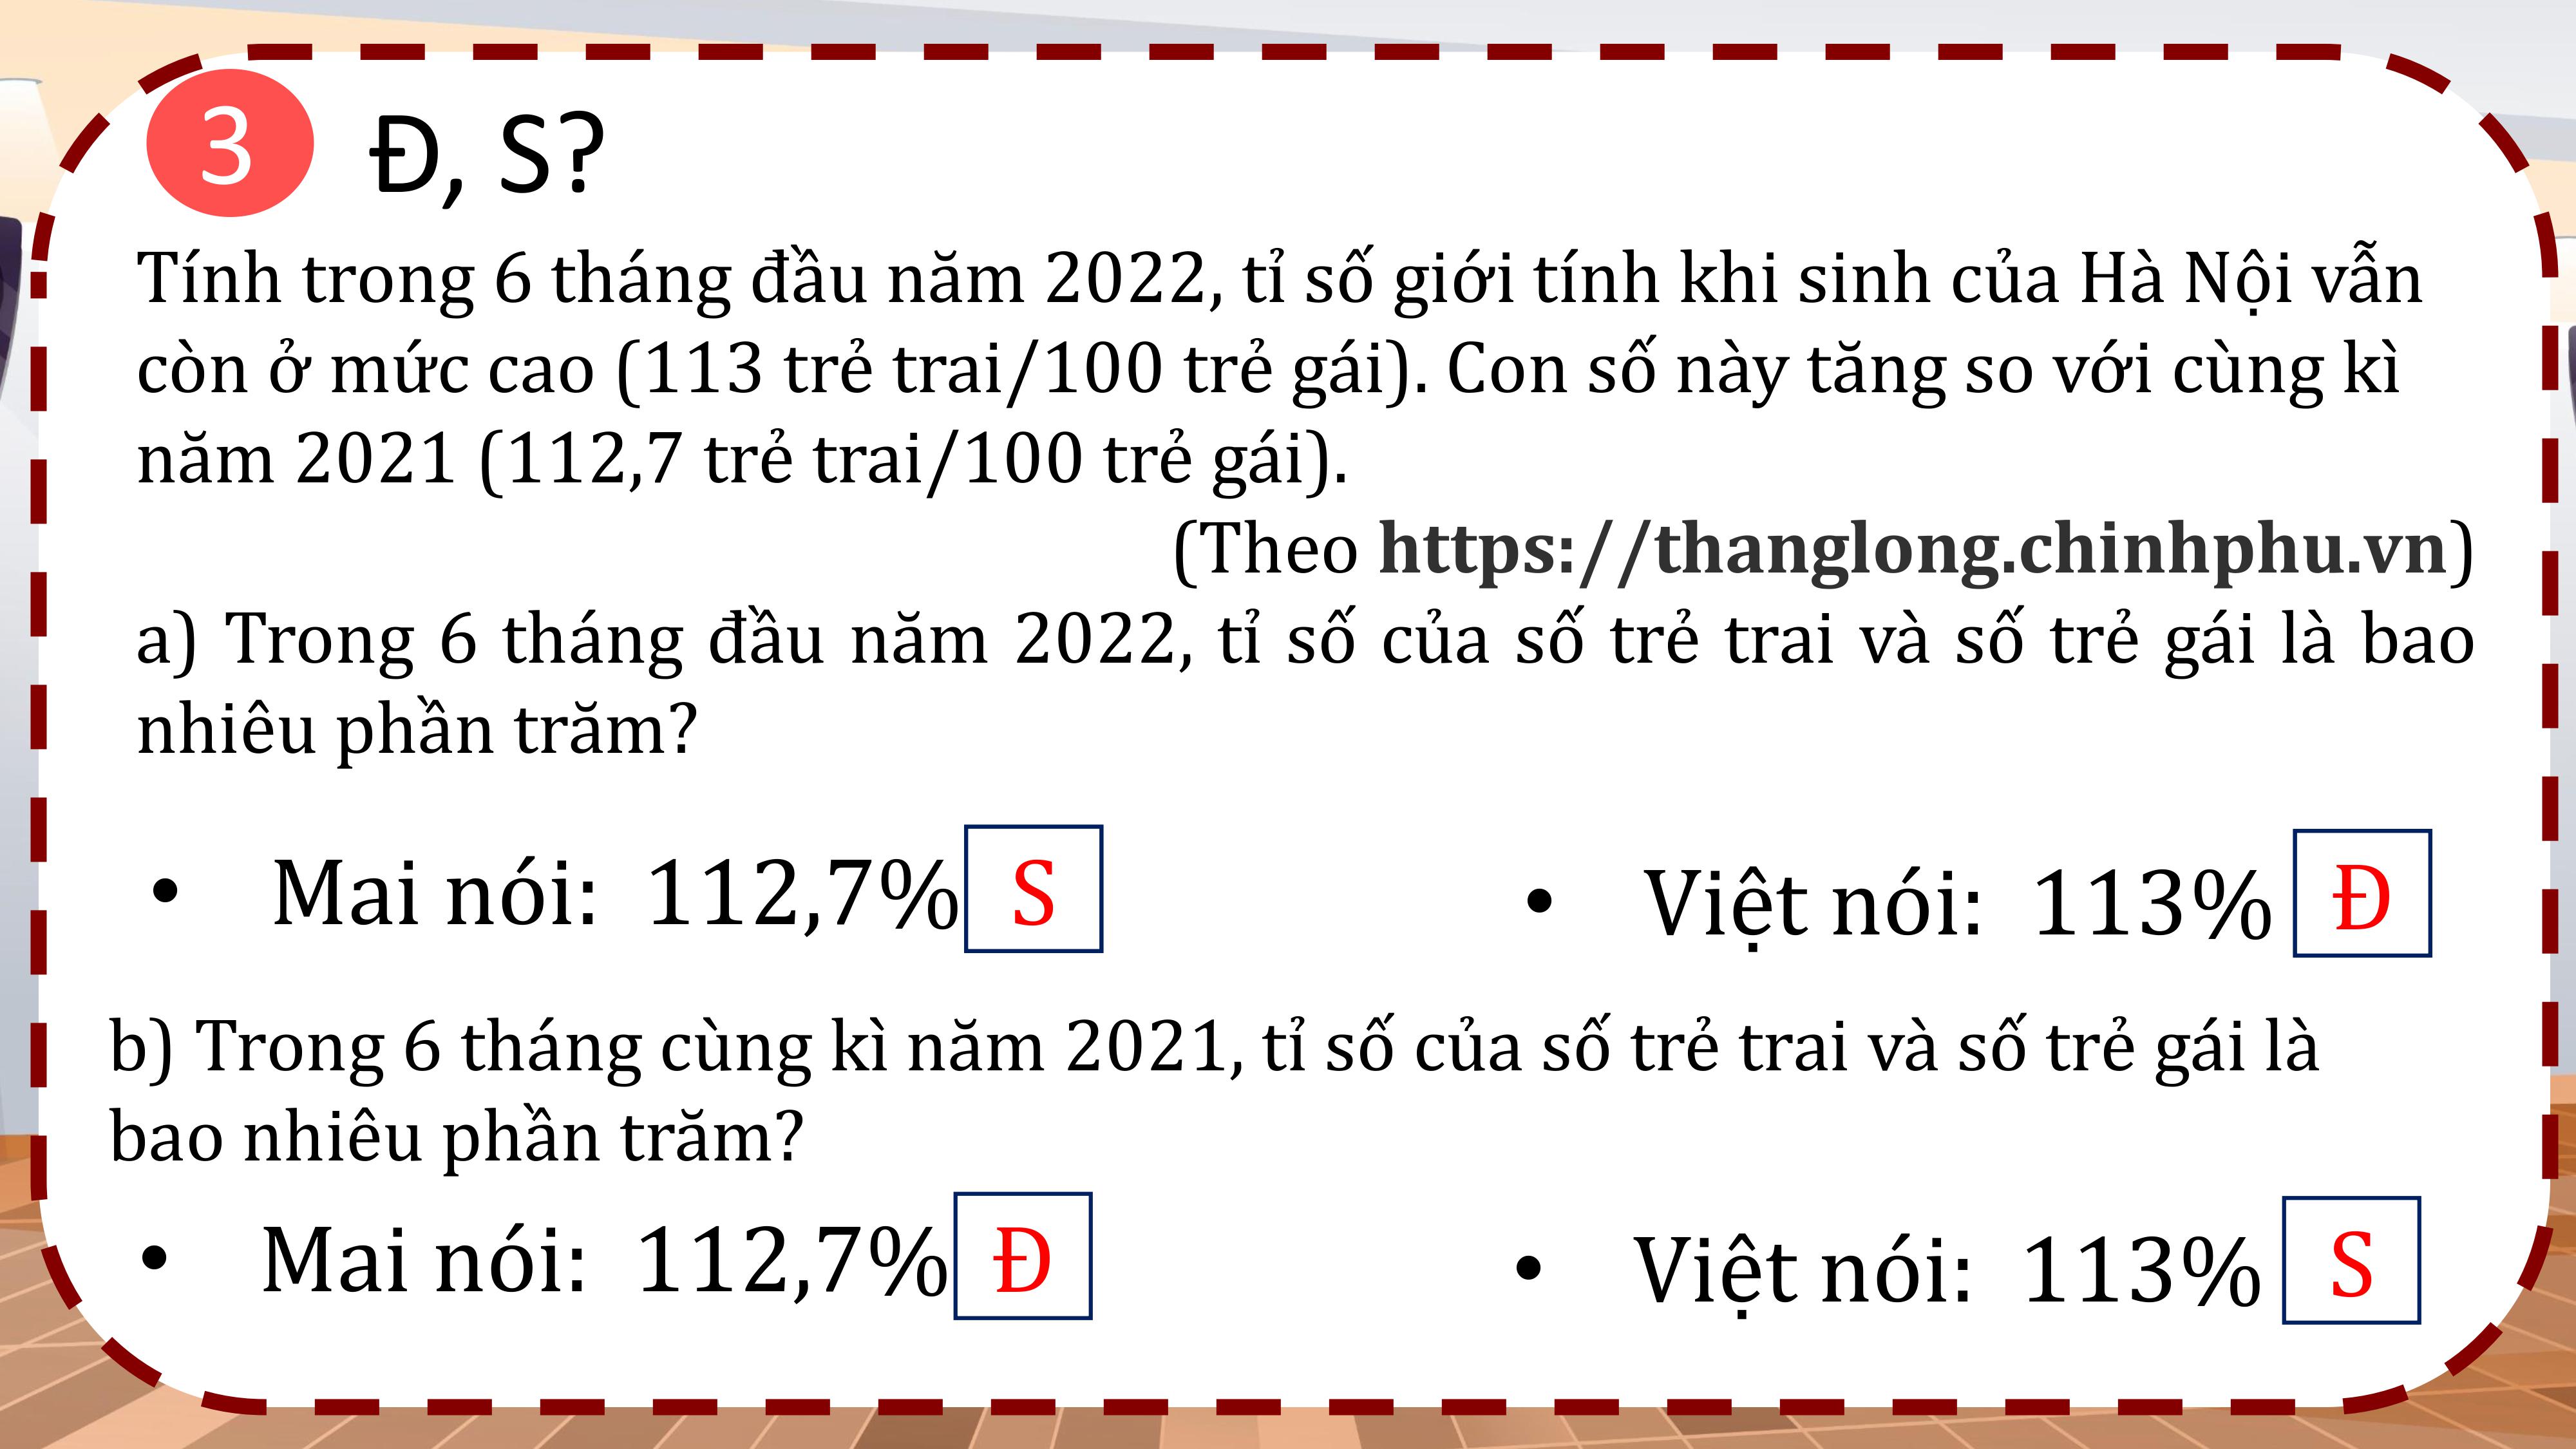 3 Đ, S?
Tính trong 6 tháng đầu năm 2022, tỉ số giới tính khi sinh của Hà Nội vẫn
còn ở mức cao (113 trẻ trai/100 trẻ gái). Con số này tăng so với cùng kì
năm 2021 (112,7 trẻ trai/100 trẻ gái).
(Theo https://thanglong.chinhphu.vn)
a) Trong 6 tháng đầu năm 2022, tỉ số của số trẻ trai và số trẻ gái là bao
nhiêu phần trăm?
• Mai nói: 112,7% S • Việt nói: 113% Đ
b) Trong 6 tháng cùng kì năm 2021, tỉ số của số trẻ trai và số trẻ gái là
bao nhiêu phần trăm?
• Mai nói: 112,7% Đ • Việt nói: 113% S